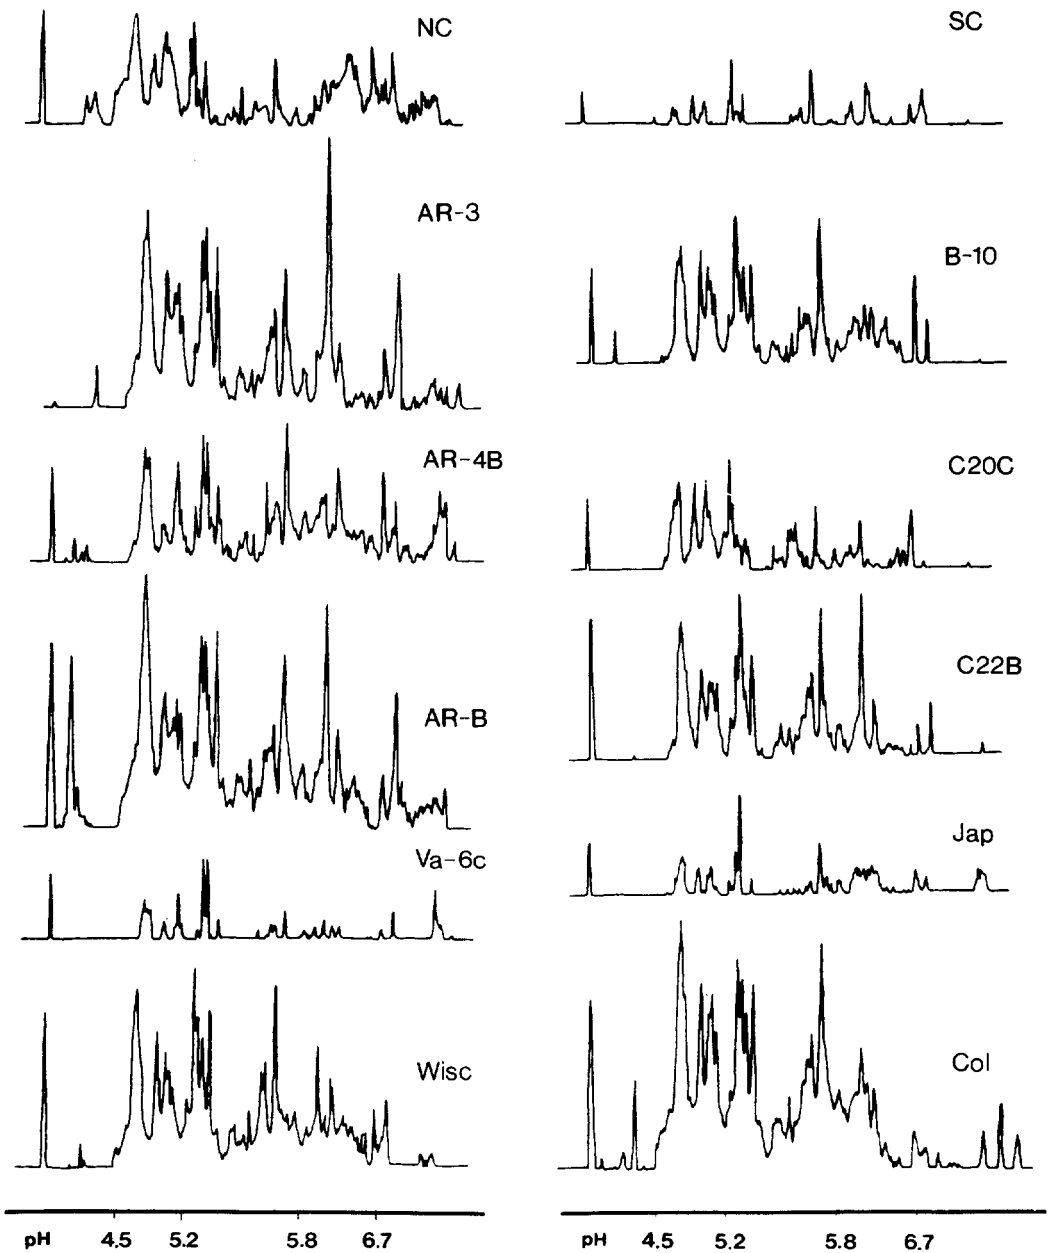 NC
AR-3
AR-4B
AR-B
Va-6c
Wisc
pH 4.5 5.2 5.8 6.7
SC
B-10
C20C
C22B
Jap
Col
pH 4.5 5.2 5.8 6.7